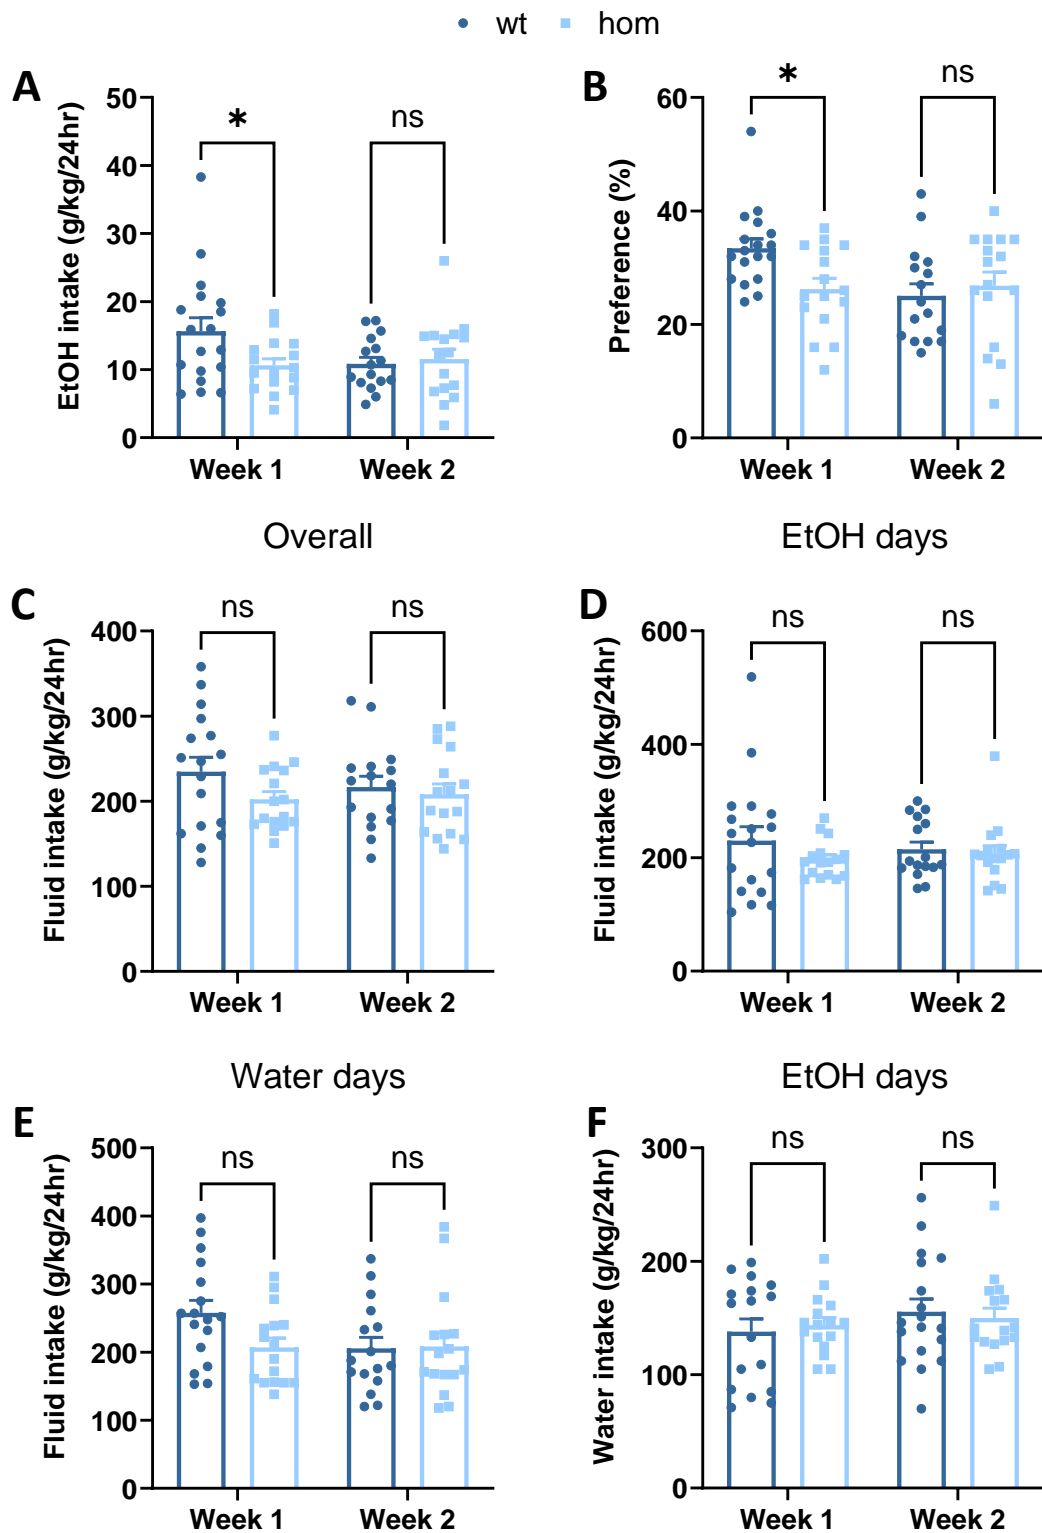 wt hom
A
EtOH intake (g/kg/24hr)
50
40
30
20
10
0
*
ns
Week 1 Week 2
B
Preference (%)
60
40
20
0
*
ns
Week 1 Week 2
Overall
C
Fluid intake (g/kg/24hr)
400
300
200
100
0
ns
ns
Week 1 Week 2
EtOH days
D
Fluid intake (g/kg/24hr)
600
400
200
0
ns
ns
Week 1 Week 2
Water days
E
Fluid intake (g/kg/24hr)
500
400
300
200
100
0
ns
ns
Week 1 Week 2
EtOH days
F
Water intake (g/kg/24hr)
300
200
100
0
ns
ns
Week 1 Week 2